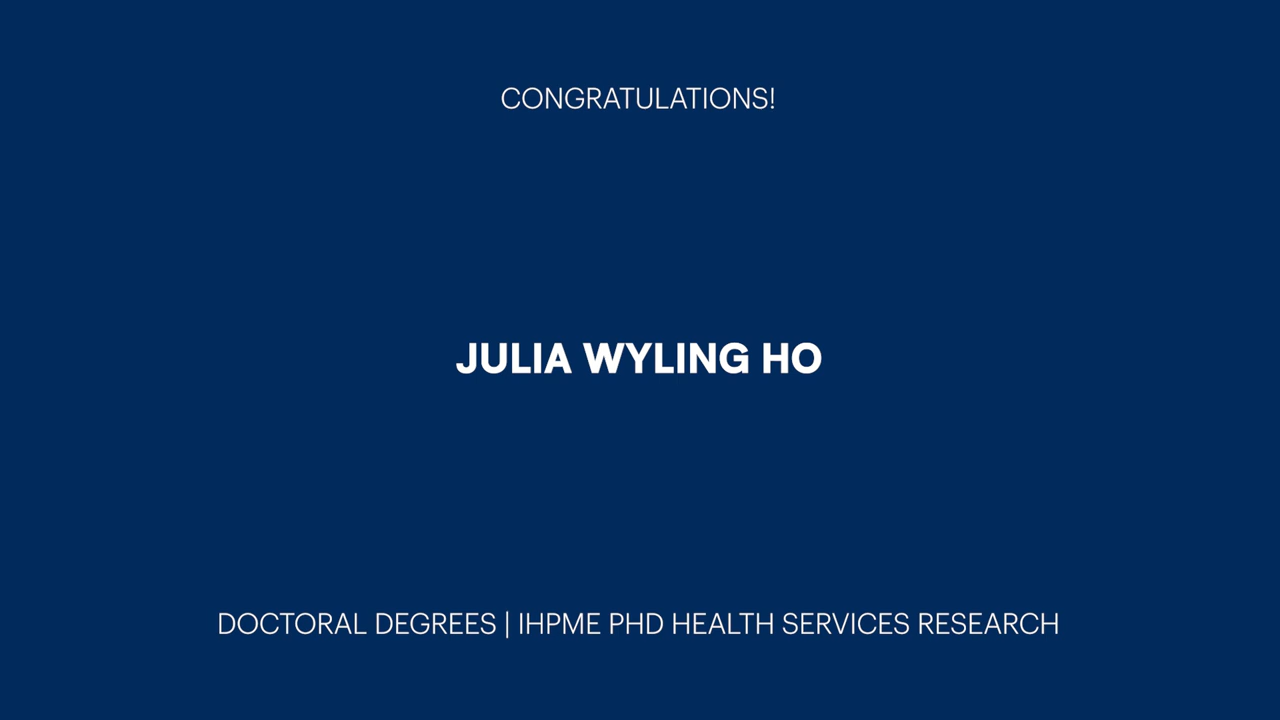 CONGRATULATIONS!
JULIA WYLING HO
DOCTORAL DEGREES | IHPME PHD HEALTH SERVICES RESEARCH